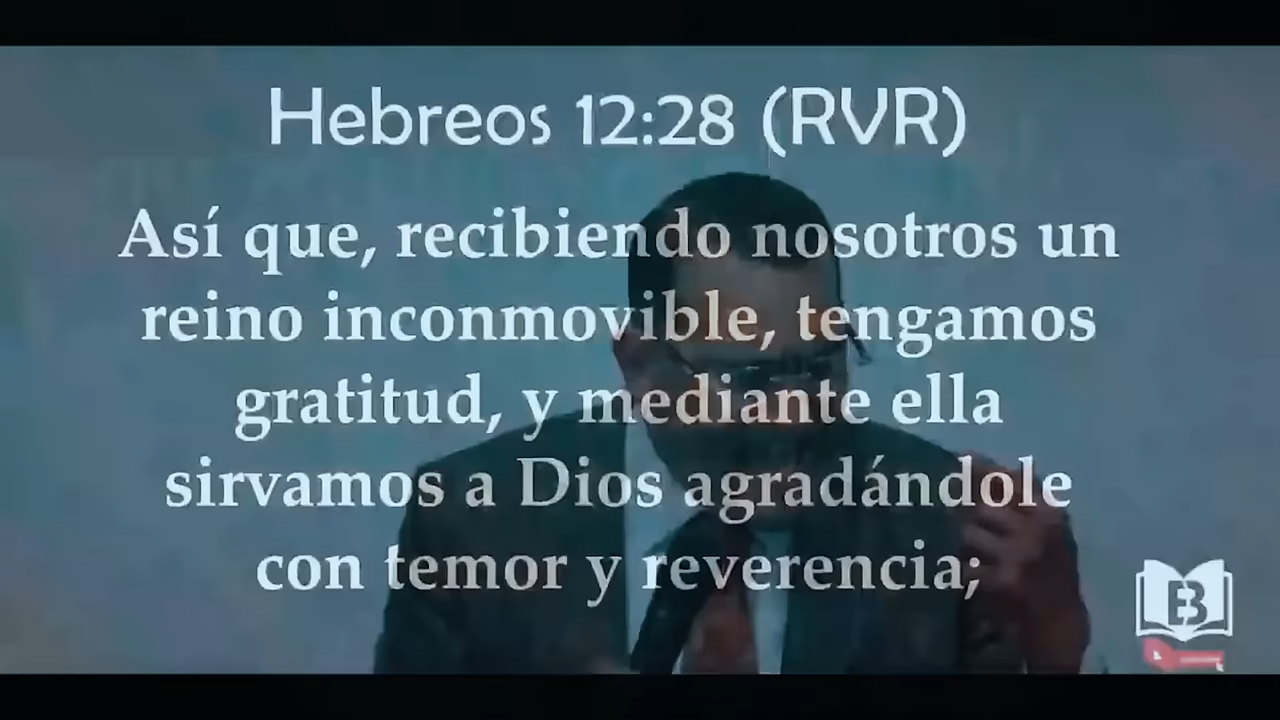 Hebreos 12:28 (RVR)
Así que, recibiendo nosotros un
reino inconmovible, tengamos
gratitud, y mediante ella
sirvamos a Dios agradándole
con temor y reverencia;
EB